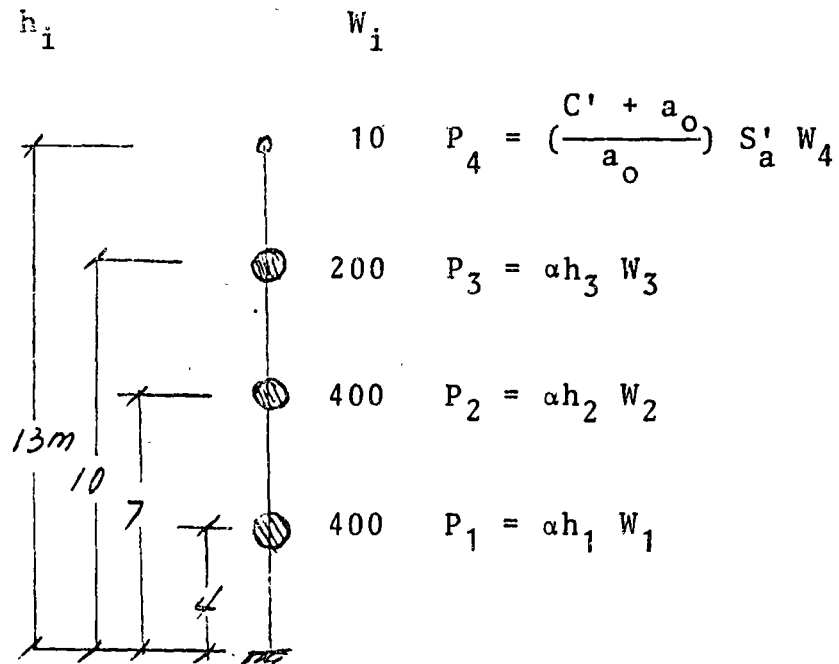 h_i W_i
10 P_4 = (\frac{C' + a_o}{a_o}) S'_a W_4
200 P_3 = αh_3 W_3
400 P_2 = αh_2 W_2
13m
10
7
400 P_1 = αh_1 W_1
4